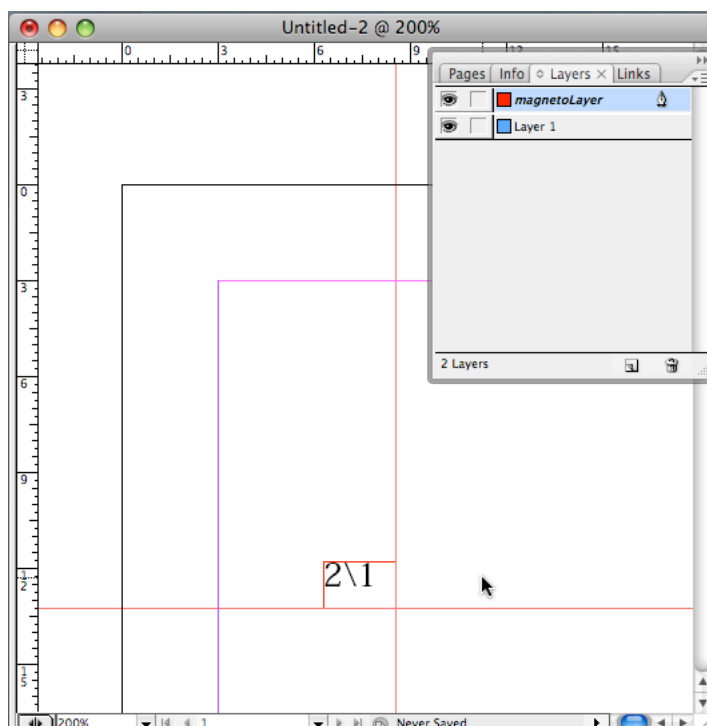 Untitled-2 @ 200%
0 3 6 9 12 15
Pages Info Layers × Links
magnetoLayer
Layer 1
2 Layers
3
0
3
6
9
12
15
2\1
200% 1 Never Saved